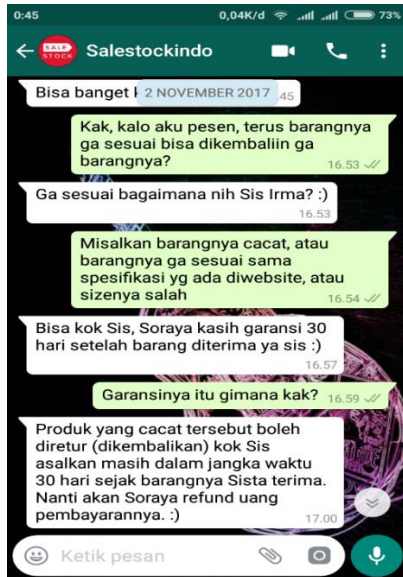 0:45
0,04K/d
73%
SALE
STOCK
Salestockindo
Bisa banget
2 NOVEMBER 2017
45
Kak, kalo aku pesen, terus barangnya
ga sesuai bisa dikembaliin ga
barangnya?
16.53
Ga sesuai bagaimana nih Sis Irma? :)
16.53
Misalkan barangnya cacat, atau
barangnya ga sesuai sama
spesifikasi yg ada diwebsite, atau
sizenya salah
16.54
Bisa kok Sis, Soraya kasih garansi 30
hari setelah barang diterima ya sis :)
16.57
Garansinya itu gimana kak?
16.59
Produk yang cacat tersebut boleh
diretur (dikembalikan) kok Sis
asalkan masih dalam jangka waktu
30 hari sejak barangnya Sista terima.
Nanti akan Soraya refund uang
pembayarannya. :)
17.00
Ketik pesan